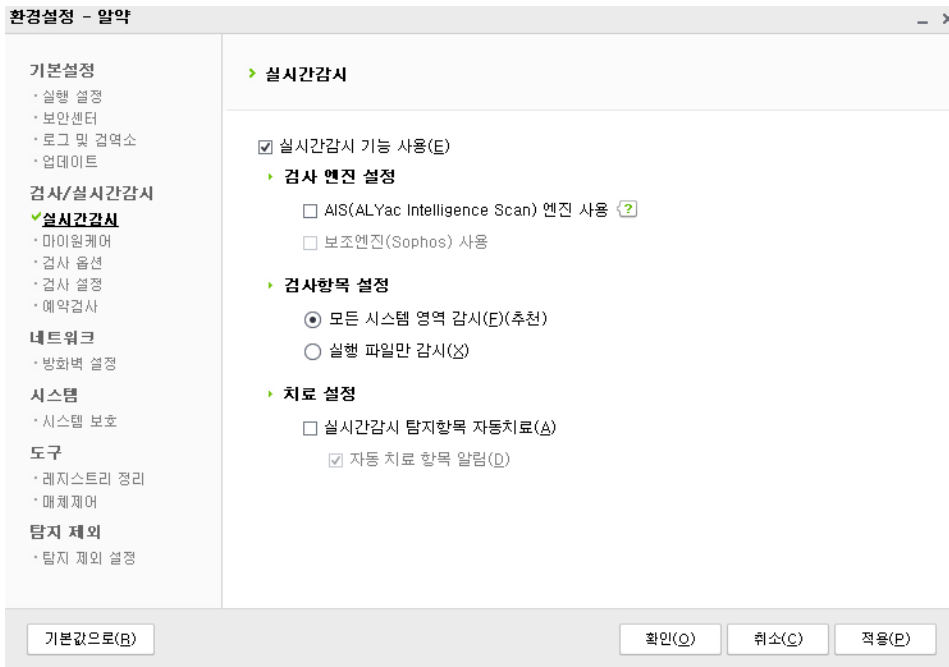 환경설정 - 알약
기본설정
· 실행 설정
· 보안센터
· 로그 및 검역소
· 업데이트
검사/실시간감시
실시간감시
· 마이원케어
· 검사 옵션
· 검사 설정
· 예약검사
네트워크
· 방화벽 설정
시스템
· 시스템 보호
도구
· 레지스트리 정리
· 매체제어
탐지 제외
· 탐지 제외 설정
실시간감시
실시간감시 기능 사용(E)
검사 엔진 설정
AIS(ALYac Intelligence Scan) 엔진 사용 ?
보조엔진(Sophos) 사용
검사항목 설정
모든 시스템 영역 감시(F)(추천)
실행 파일만 감시(X)
치료 설정
실시간감시 탐지항목 자동치료(A)
자동 치료 항목 알림(D)
기본값으로(R)
확인(O) 취소(C) 적용(P)